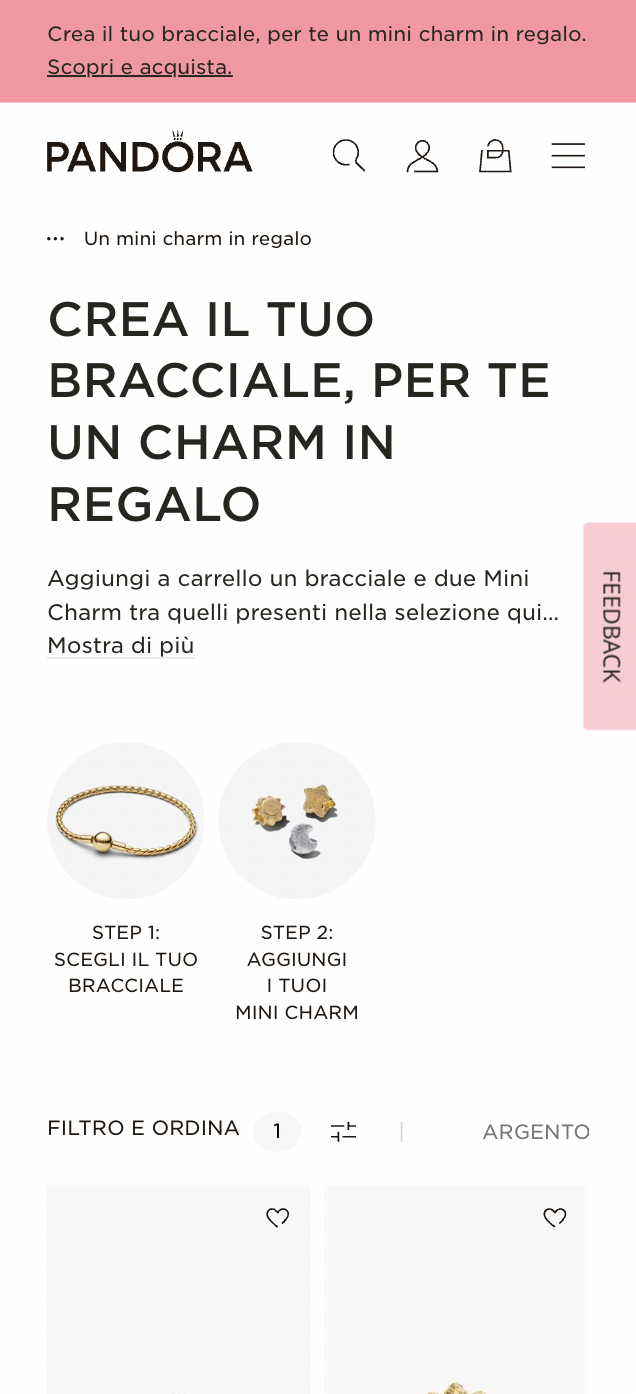 Crea il tuo bracciale, per te un mini charm in regalo.
Scopri e acquista.
PANDORA
... Un mini charm in regalo
CREA IL TUO
BRACCIALE, PER TE
UN CHARM IN
REGALO
Aggiungi a carrello un bracciale e due Mini
Charm tra quelli presenti nella selezione qui...
Mostra di più
FEEDBACK
STEP 1:
SCEGLI IL TUO
BRACCIALE
STEP 2:
AGGIUNGI
I TUOI
MINI CHARM
FILTRO E ORDINA 1 | ARGENTO